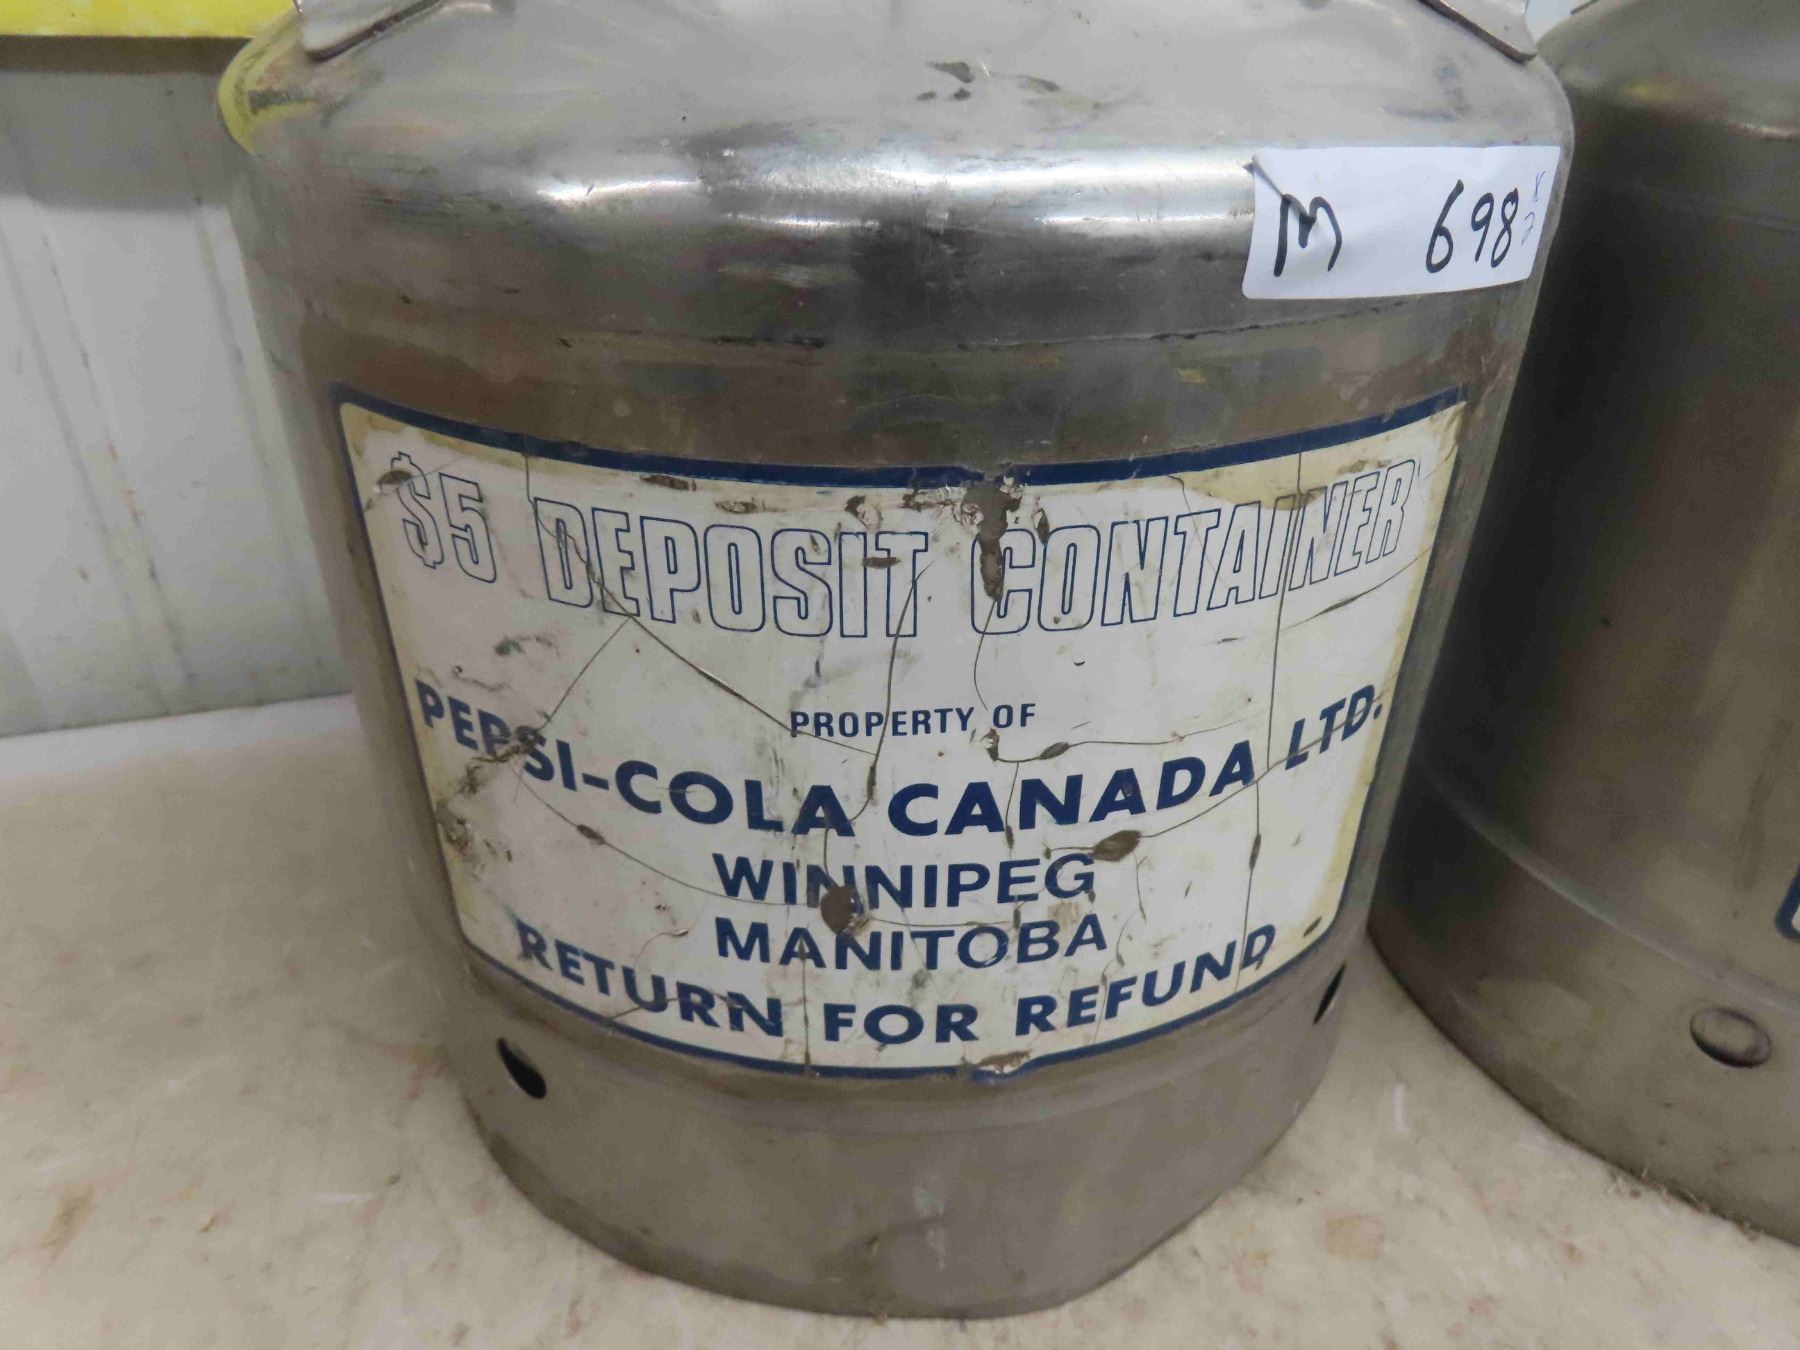 M 698
$5 DEPOSIT CONTAINER
PROPERTY OF
PEPSI-COLA CANADA LTD.
WINNIPEG
MANITOBA
RETURN FOR REFUND